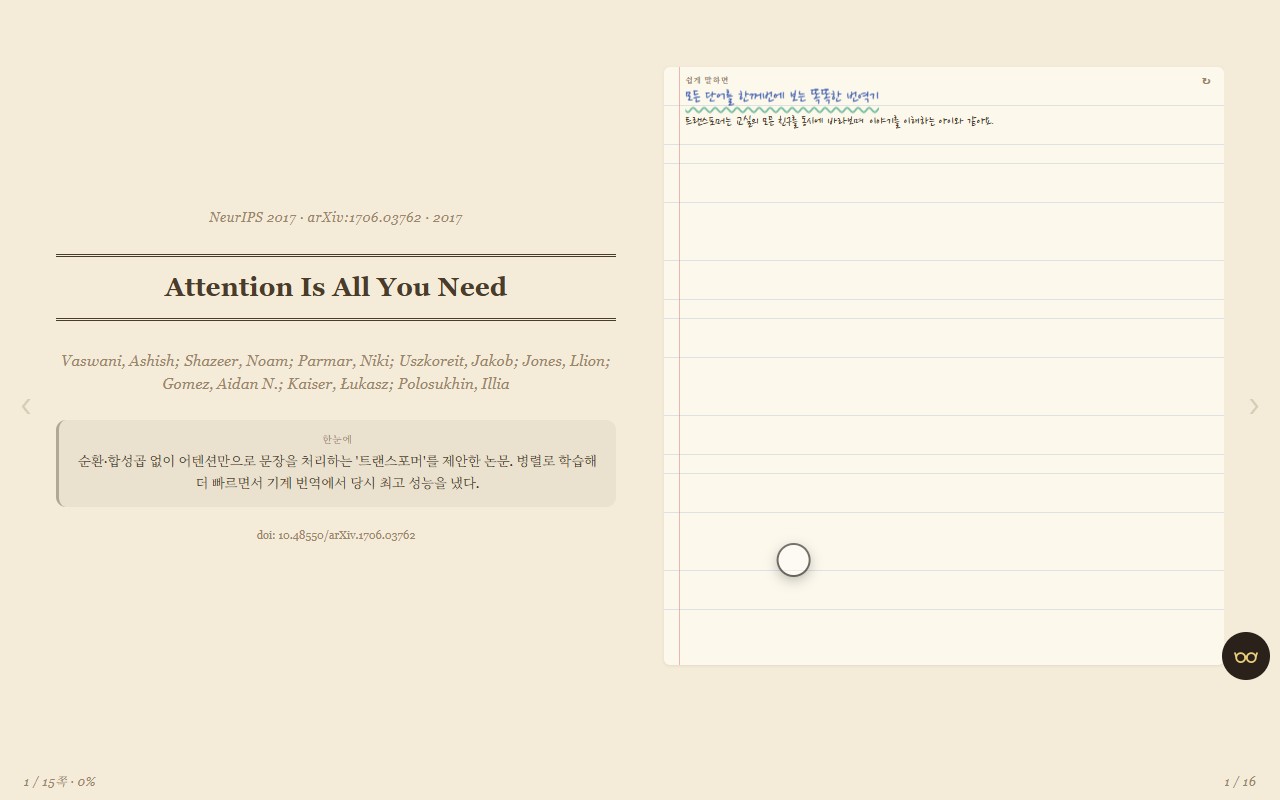 NeurIPS 2017 · arXiv:1706.03762 · 2017
Attention Is All You Need
Vaswani, Ashish; Shazeer, Noam; Parmar, Niki; Uszkoreit, Jakob; Jones, Llion;
Gomez, Aidan N.; Kaiser, Łukasz; Polosukhin, Illia
한눈에
순환·합성곱 없이 어텐션만으로 문장을 처리하는 '트랜스포머'를 제안한 논문. 병렬로 학습해
더 빠르면서 기계 번역에서 당시 최고 성능을 냈다.
doi: 10.48550/arXiv.1706.03762
1 / 15쪽 · 0%
쉽게 말하면
모든 단어를 한꺼번에 보는 똑똑한 번역기
트랜스포머는 교실의 모든 친구를 동시에 바라보며 이야기를 이해하는 아이와 같아요.
1 / 16